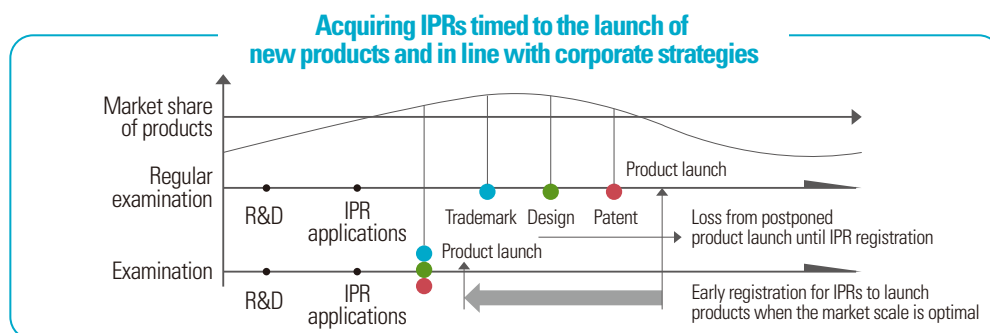 Acquiring IPRs timed to the launch of
new products and in line with corporate strategies
Market share
of products
Regular
examination
R&D
IPR
applications
Trademark
Design
Patent
Product launch
Loss from postponed
product launch until IPR registration
Examination
R&D
IPR
applications
Product launch
Early registration for IPRs to launch
products when the market scale is optimal